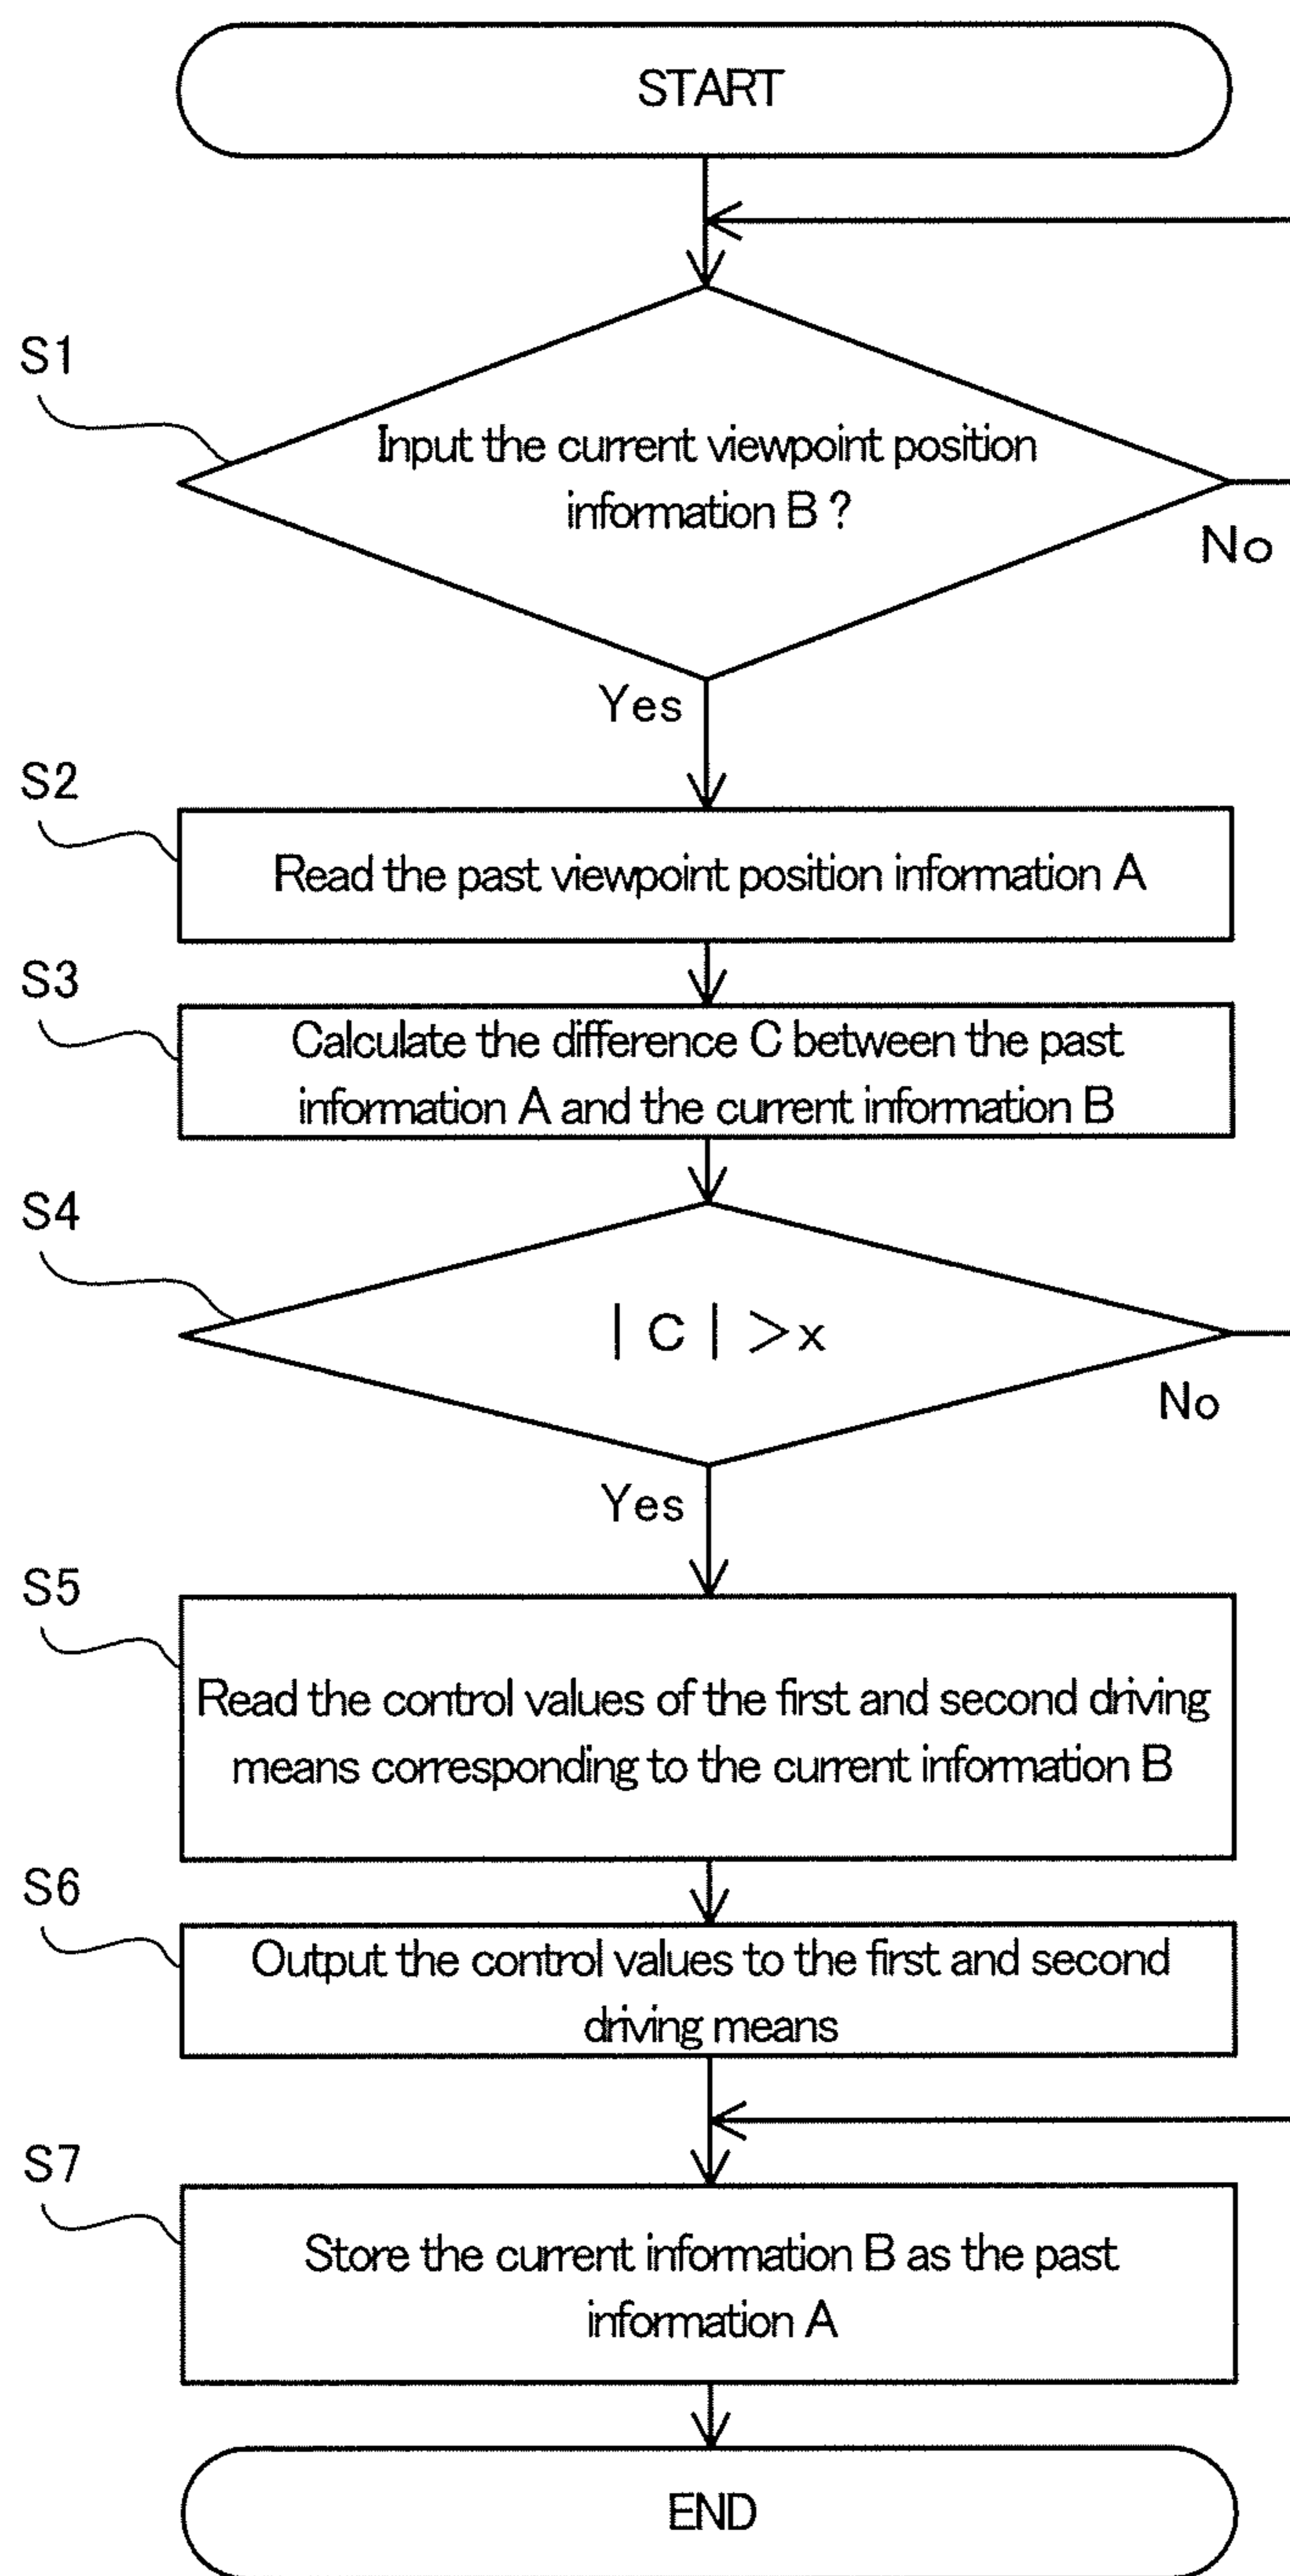 START
S1
Input the current viewpoint position
information B ?
No
Yes
S2
Read the past viewpoint position information A
S3
Calculate the difference C between the past
information A and the current information B
S4
| C | >x
No
Yes
S5
Read the control values of the first and second driving
means corresponding to the current information B
S6
Output the control values to the first and second
driving means
S7
Store the current information B as the past
information A
END